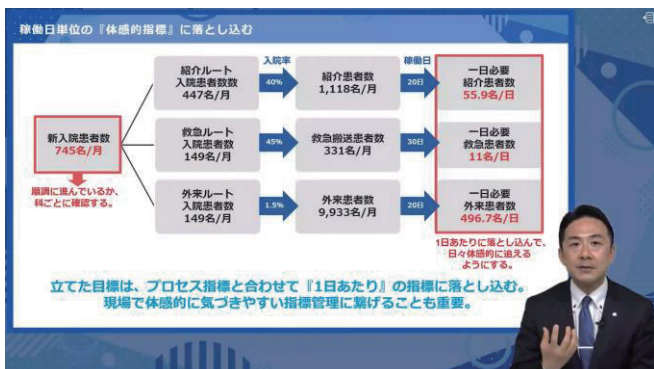 稼働日単位の『体感的指標』に落とし込む
入院率
稼働日
紹介ルート
入院患者数数
447名/月
40%
紹介患者数
1,118名/月
20日
一日必要
紹介患者数
55.9名/日
新入院患者数
745名/月
救急ルート
入院患者数
149名/月
45%
救急搬送患者数
331名/月
30日
一日必要
救急患者数
11名/日
順調に進んでいるか、
科ごとに確認する。
外来ルート
入院患者数
149名/月
1.5%
外来患者数
9,933名/月
20日
一日必要
外来患者数
496.7名/日
1日あたりに落とし込んで、
日々体感的に追える
ようにする。
立てた目標は、プロセス指標と合わせて『1日あたり』の指標に落とし込む。
現場で体感的に気づきやすい指標管理に繋げることも重要。